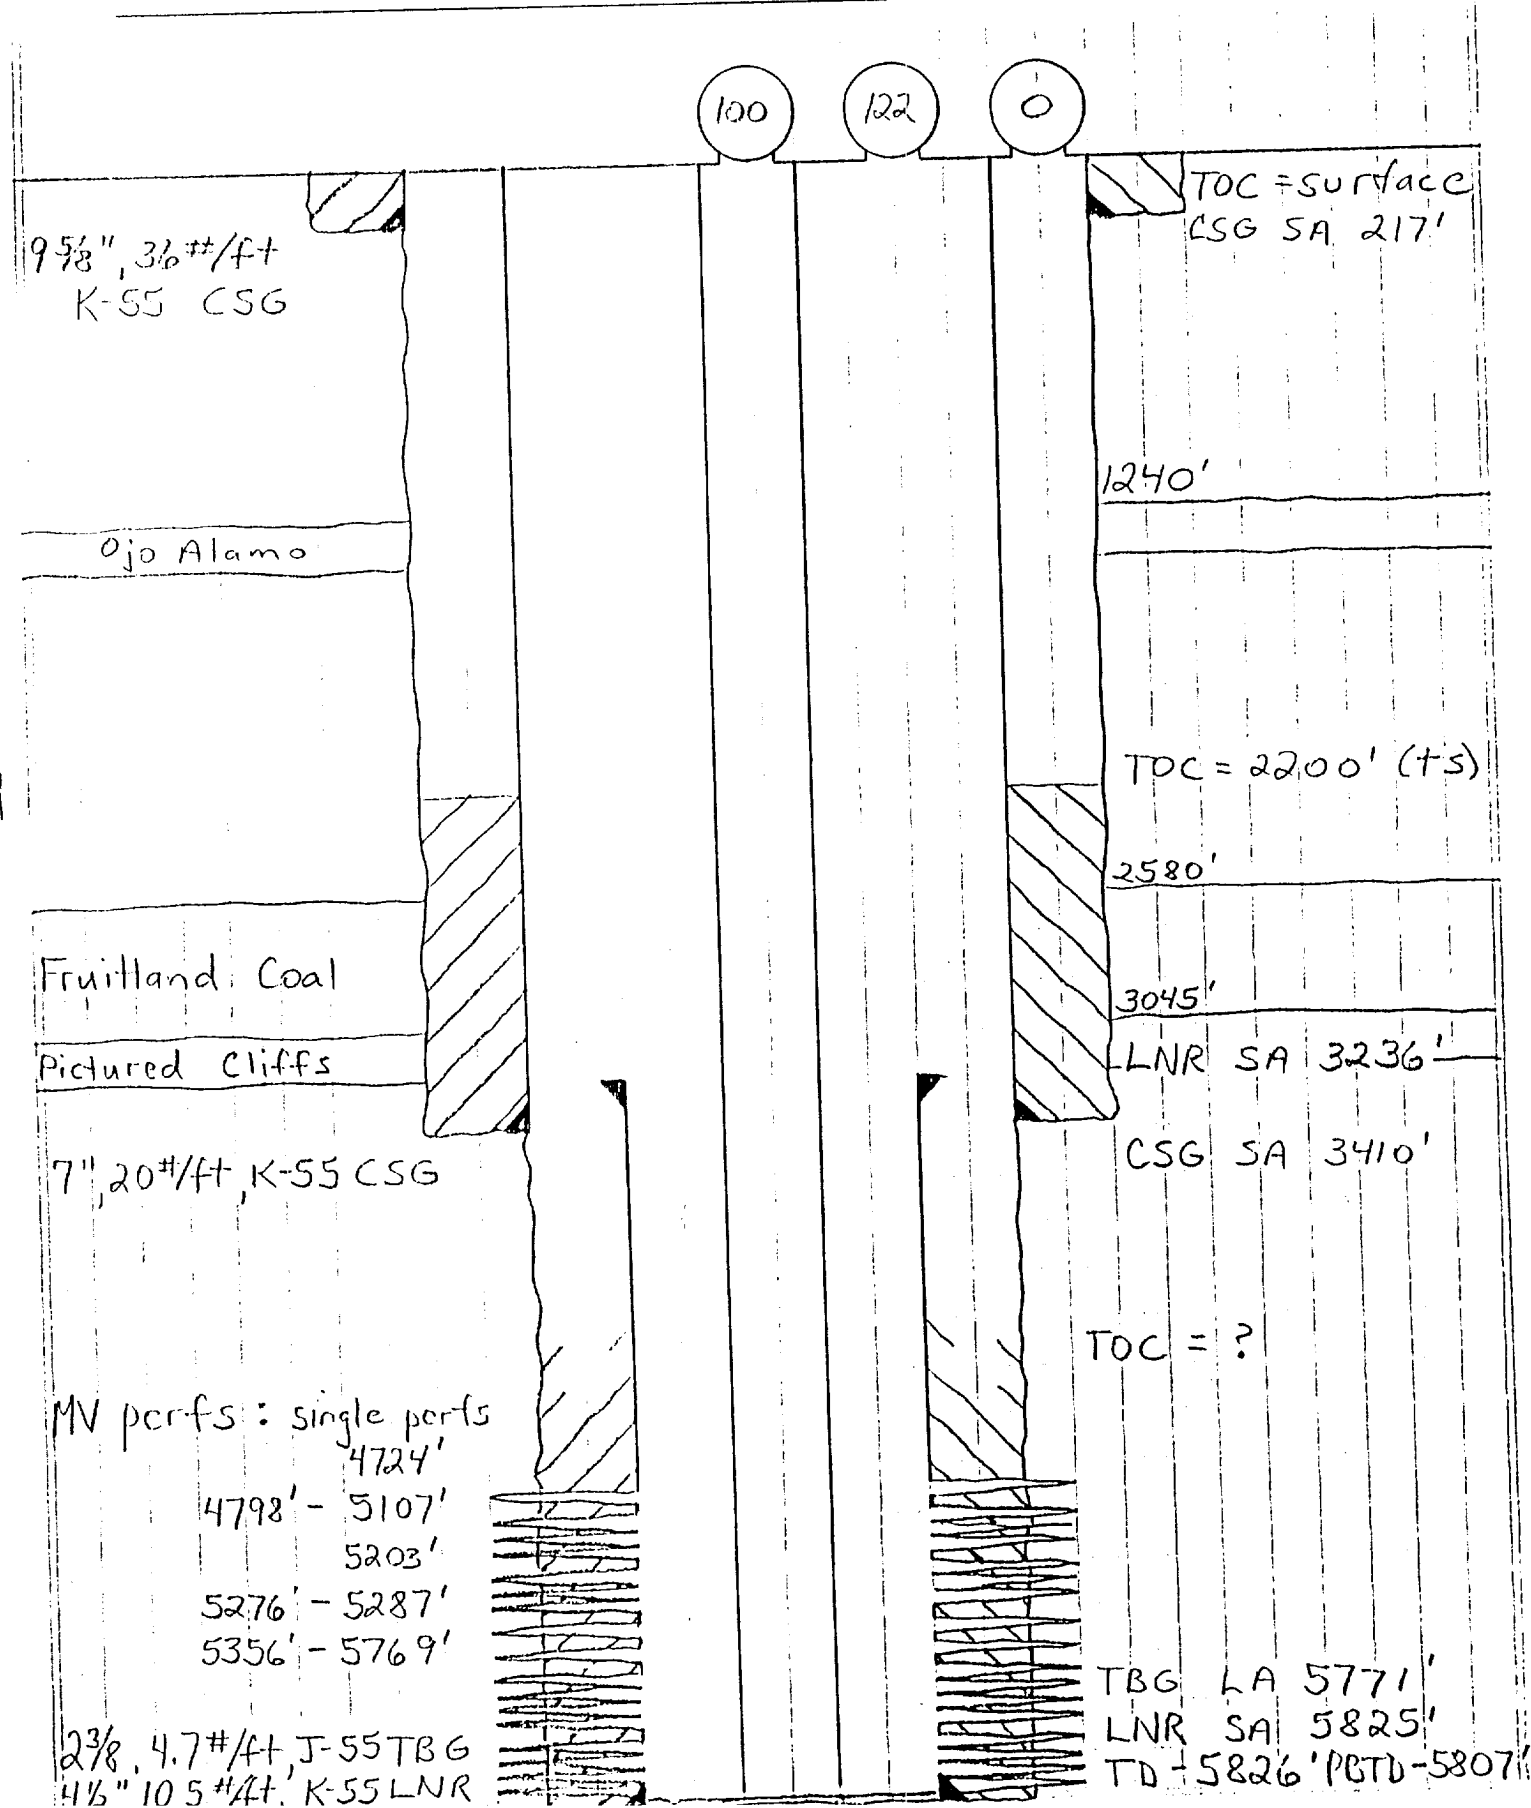 100 122 0
TOC = surface
CSG SA 217'
9 5/8", 36 #/ft
K-55 CSG
1240'
Ojo Alamo
TOC = 2200' (ts)
2580'
Fruitland Coal
3045'
Pictured Cliffs
LNR SA 3236'
CSG SA 3410'
7", 20 #/ft, K-55 CSG
TOC = ?
MV perfs : single perfs
4724'
4798' - 5107'
5203'
5276' - 5287'
5356' - 5769'
TBG LA 5771'
LNR SA 5825'
TD - 5826' PBTD - 5807'
2 3/8, 4.7 #/ft, J-55 TBG
4 1/2" 10.5 #/ft, K-55 LNR